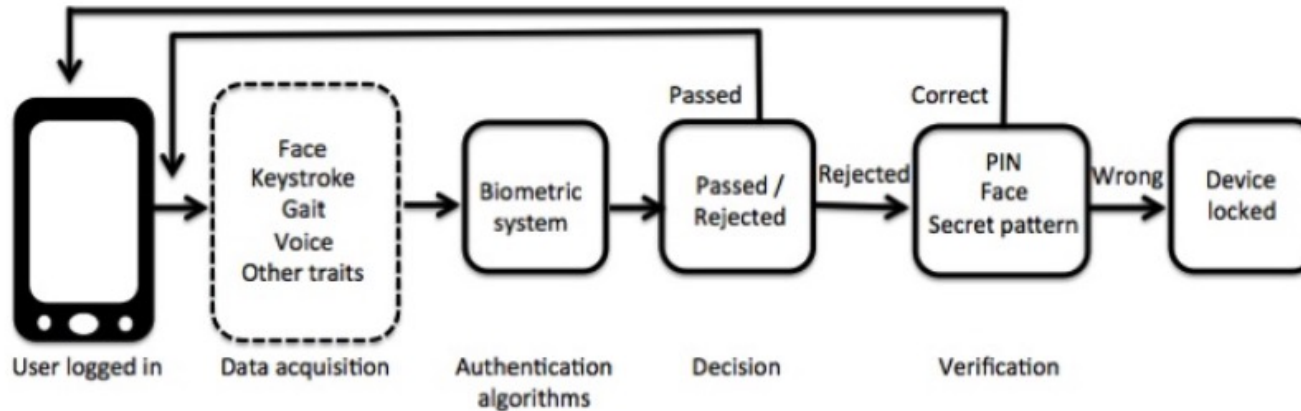 Passed
Correct
Face
Keystroke
Gait
Voice
Other traits
Biometric
system
Passed /
Rejected
Rejected
PIN
Face
Secret pattern
Wrong
Device
locked
User logged in
Data acquisition
Authentication
algorithms
Decision
Verification